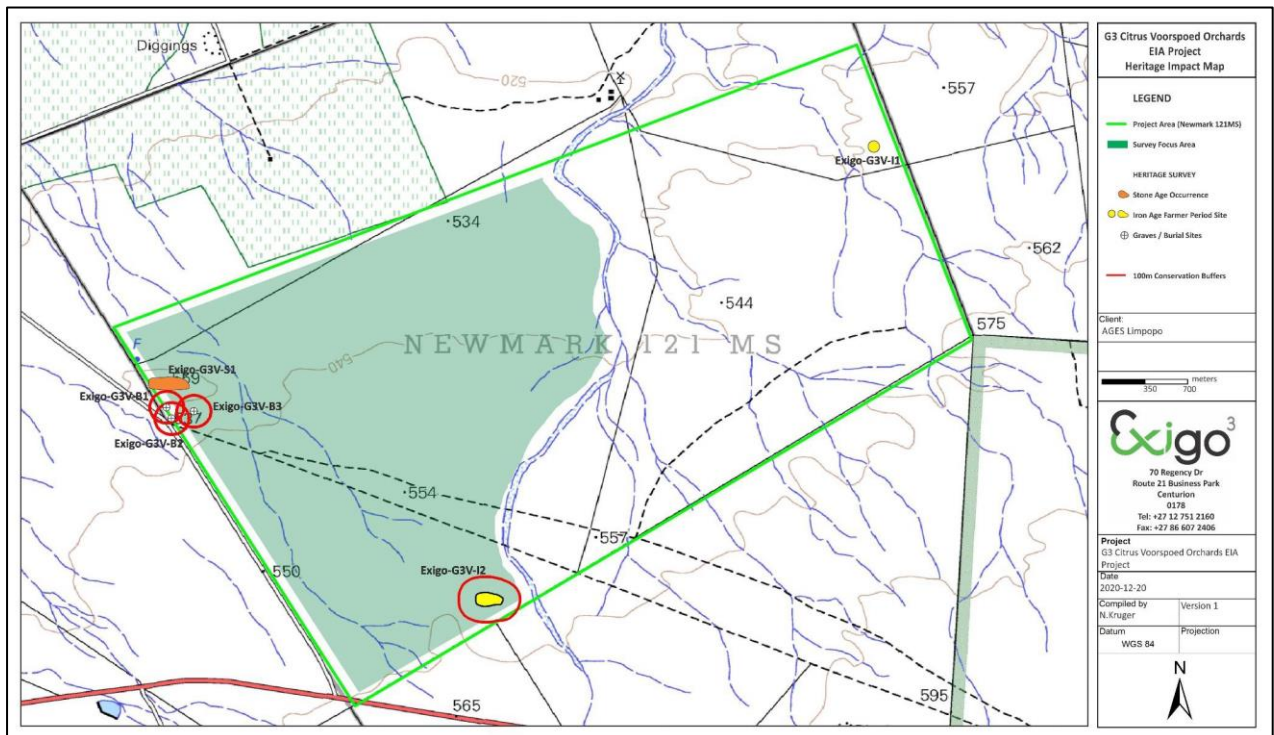 Diggings
520
1
557
Exigo-G3V-I1
534
562
544
575
NEWMARK 121 MS
F
540
Exigo-G3V-S1
Exigo-G3V-B1
Exigo-G3V-B3
Exigo-G3V-B2
554
557
Exigo-G3V-I2
550
595
565
G3 Citrus Voorspoed Orchards
EIA Project
Heritage Impact Map
LEGEND
Project Area (Newmark 121MS)
Survey Focus Area
HERITAGE SURVEY
Stone Age Occurrence
Iron Age Farmer Period Site
Graves / Burial Sites
100m Conservation Buffers
Client:
AGES Limpopo
meters
350 700
Exigo3
70 Regency Dr
Route 21 Business Park
Centurion
0178
Tel: +27 12 751 2160
Fax: +27 86 607 2406
Project
G3 Citrus Voorspoed Orchards EIA
Project
Date
2020-12-20
Compiled by
N.Kruger
Version 1
Datum
WGS 84
Projection
N